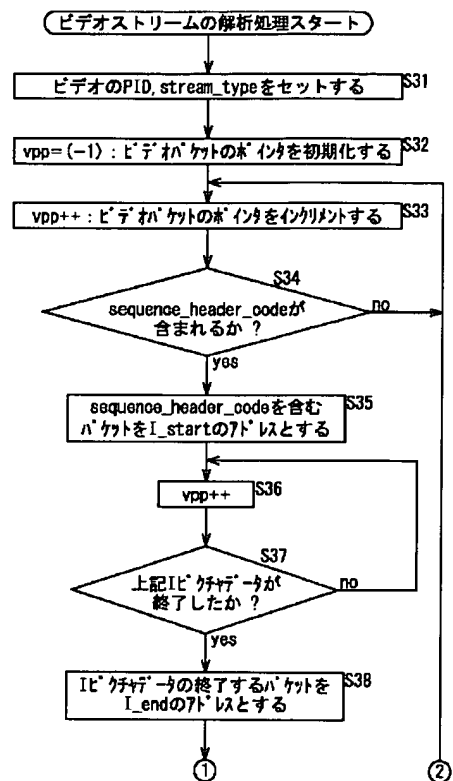 ビデオストリームの解析処理スタート
ビデオのPID,stream_typeをセットする S31
vpp=(-1):ビデオパケットのポインタを初期化する S32
vpp++:ビデオパケットのポインタをインクリメントする S33
S34
sequence_header_codeが
含まれるか ?
no
yes
sequence_header_codeを含む S35
パケットをI_startのアドレスとする
vpp++ S36
S37
上記Iピクチャデータが
終了したか ?
no
yes
Iピクチャデータの終了するパケットを S38
I_endのアドレスとする
① ②